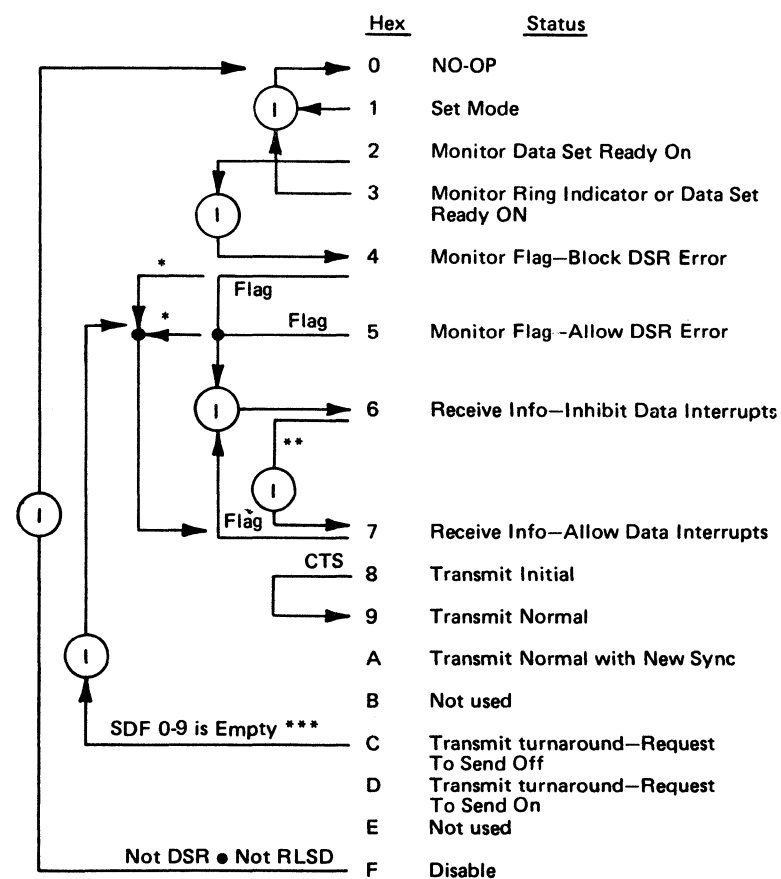 Hex Status
0 NO-OP
I
1 Set Mode
2 Monitor Data Set Ready On
3 Monitor Ring Indicator or Data Set
Ready ON
I
4 Monitor Flag—Block DSR Error
*
Flag
*
Flag
5 Monitor Flag-Allow DSR Error
I
6 Receive Info—Inhibit Data Interrupts
**
I
I
Flag
7 Receive Info—Allow Data Interrupts
CTS
8 Transmit Initial
9 Transmit Normal
I
A Transmit Normal with New Sync
B Not used
SDF 0-9 is Empty ***
C Transmit turnaround—Request
To Send Off
D Transmit turnaround—Request
To Send On
E Not used
Not DSR ● Not RLSD
F Disable